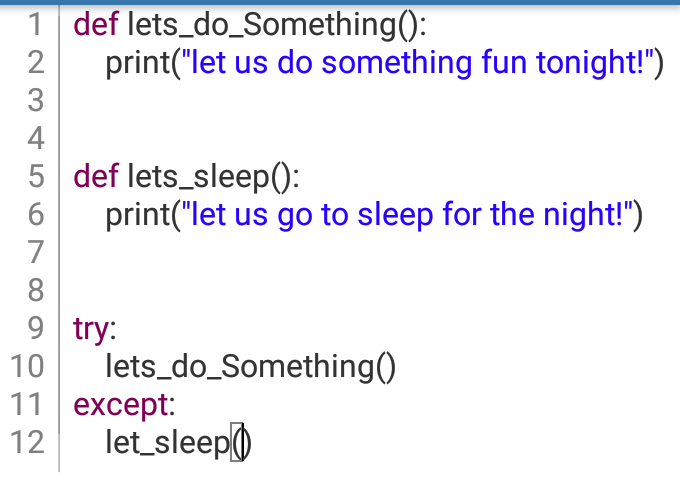 1 def lets_do_Something():
2     print("let us do something fun tonight!")
3
4
5 def lets_sleep():
6     print("let us go to sleep for the night!")
7
8
9 try:
10     lets_do_Something()
11 except:
12     let_sleep()